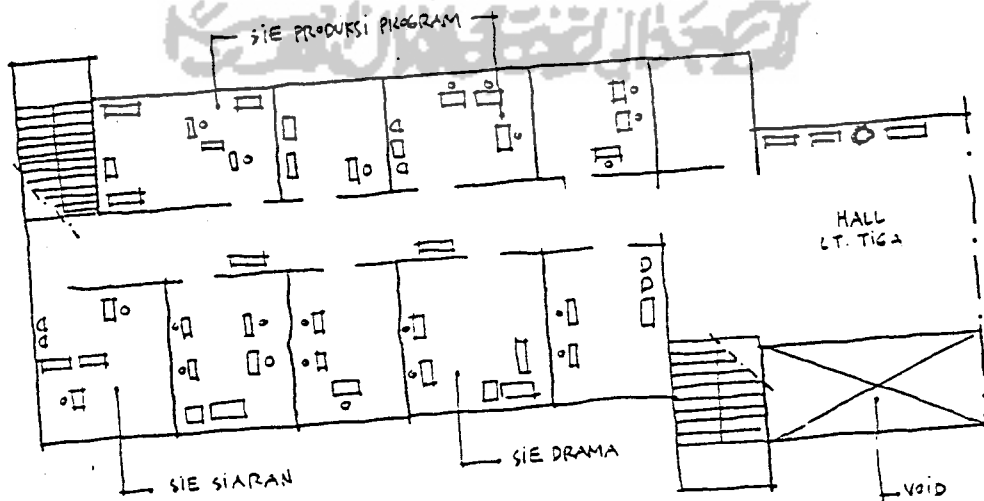 SIE PRODUKSI PROGRAM
HALL
LT. TIGA
SIE SIARAN
SIE DRAMA
VOID